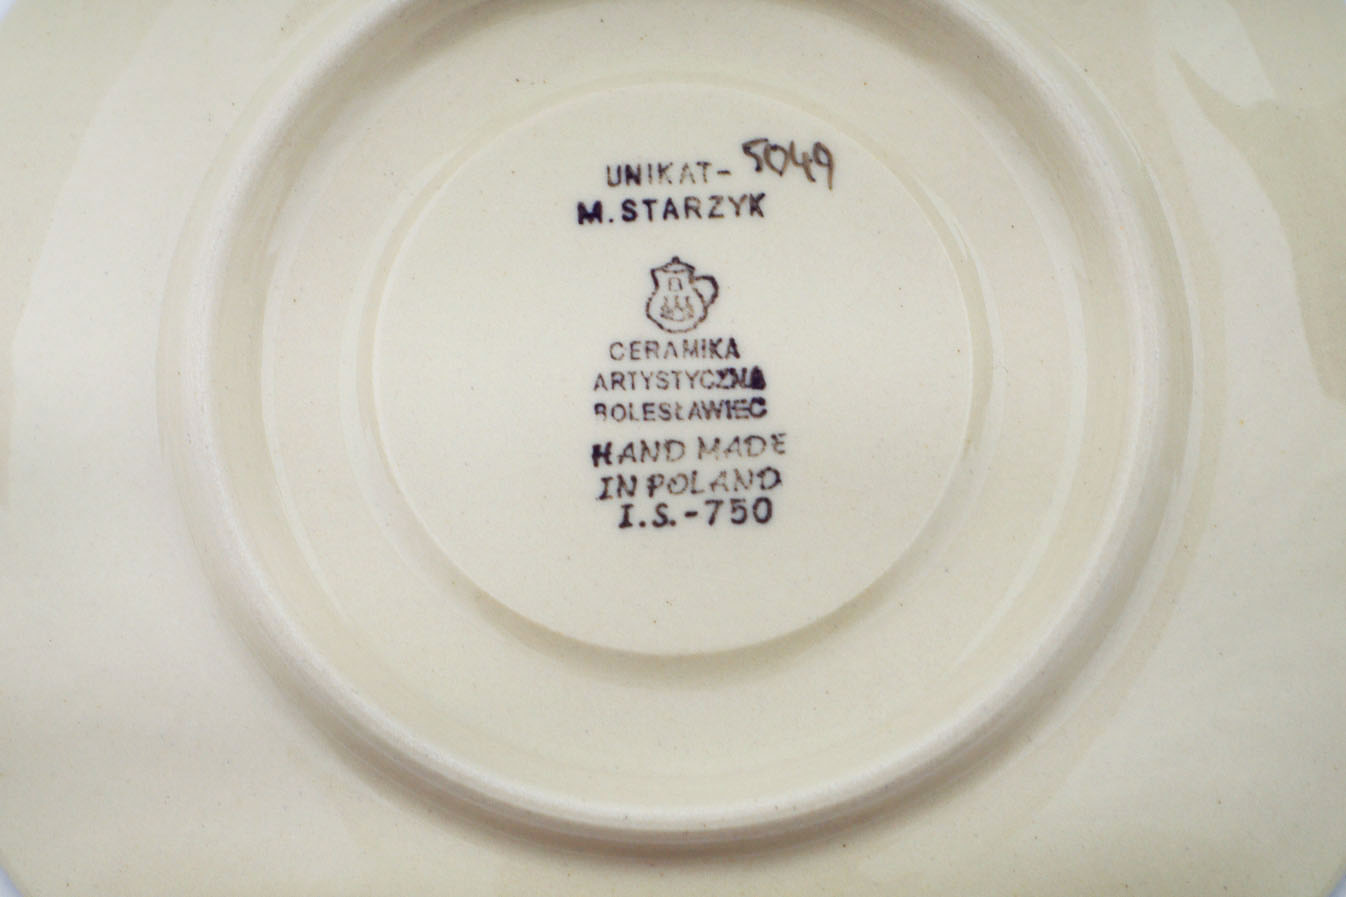 UNIKAT-5049
M.STARZYK
CERAMIKA
ARTYSTYCZNA
BOLESŁAWIEC
HAND MADE
IN POLAND
I.S.-750